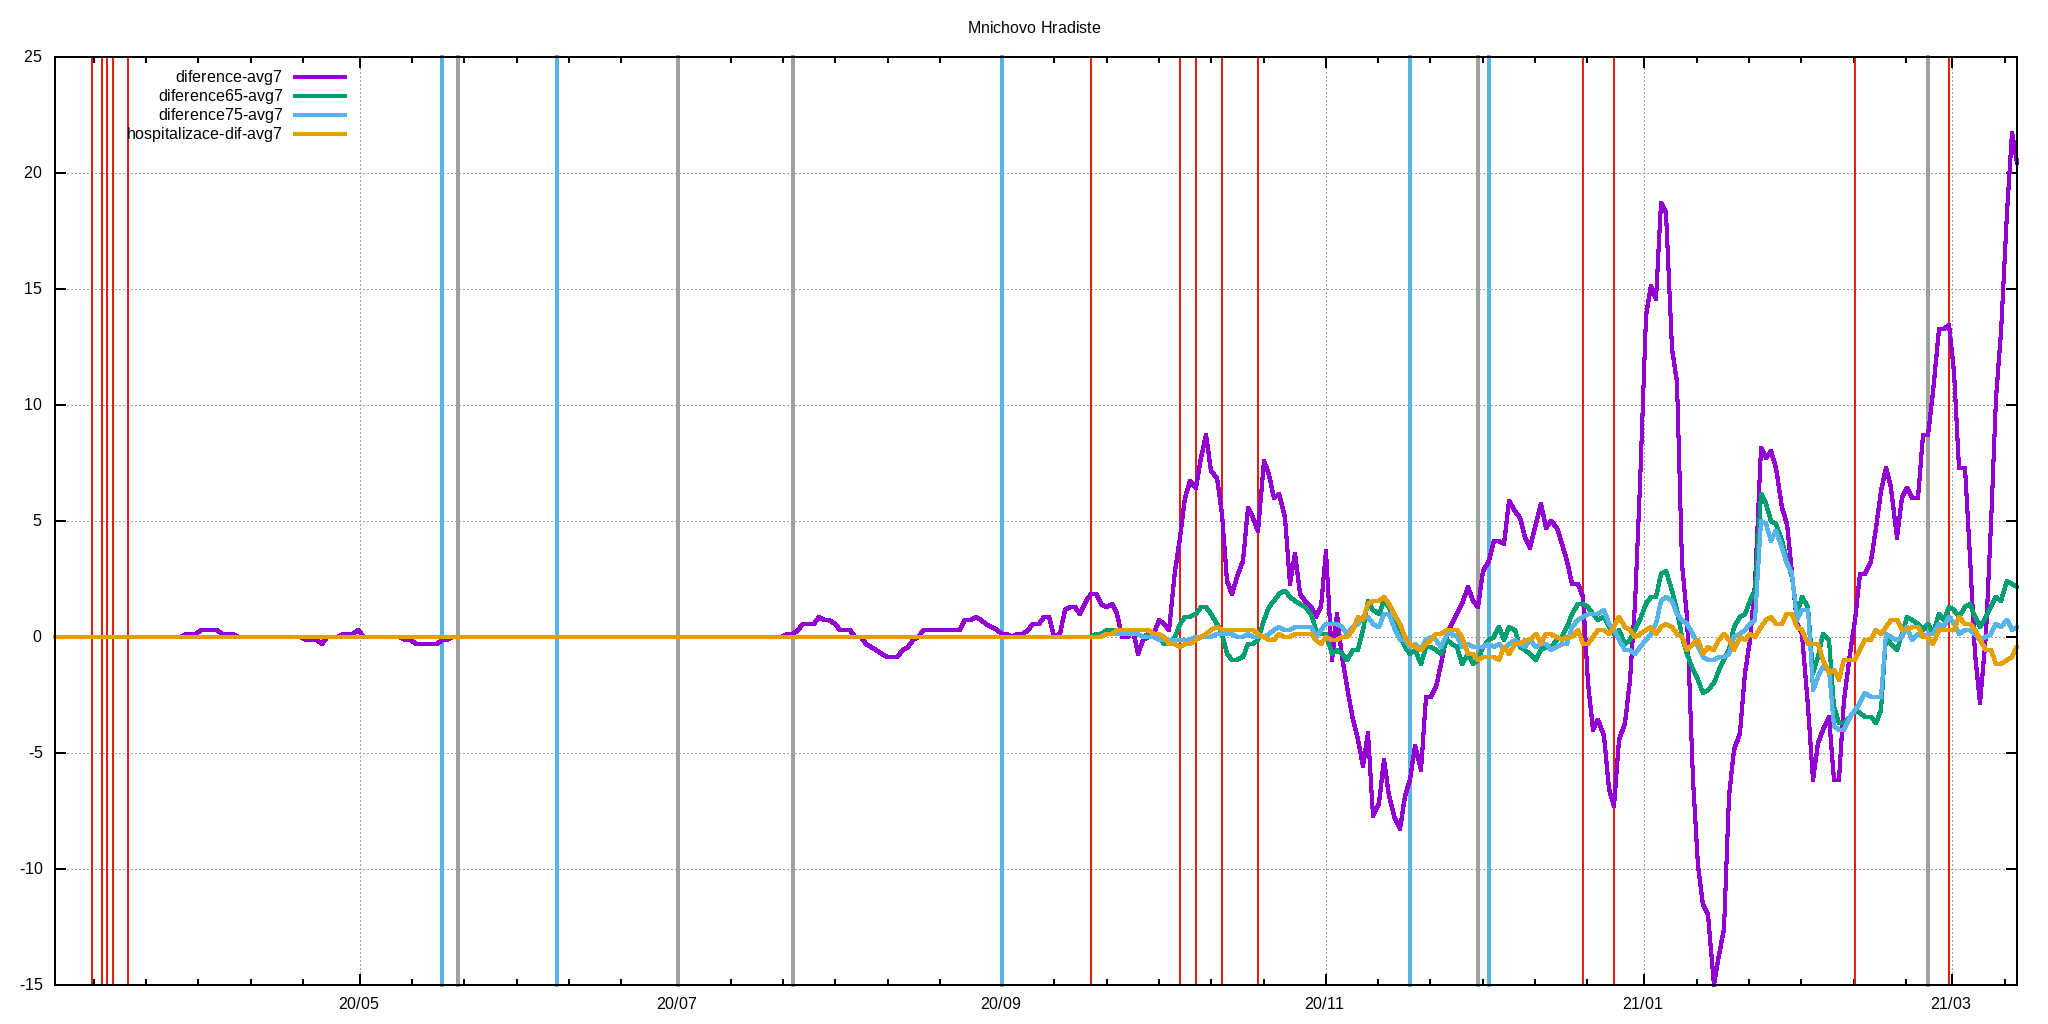 Mnichovo Hradiste
25
20
15
10
5
0
-5
-10
-15
diference-avg7
diference65-avg7
diference75-avg7
hospitalizace-dif-avg7
20/05 20/07 20/09 20/11 21/01 21/03